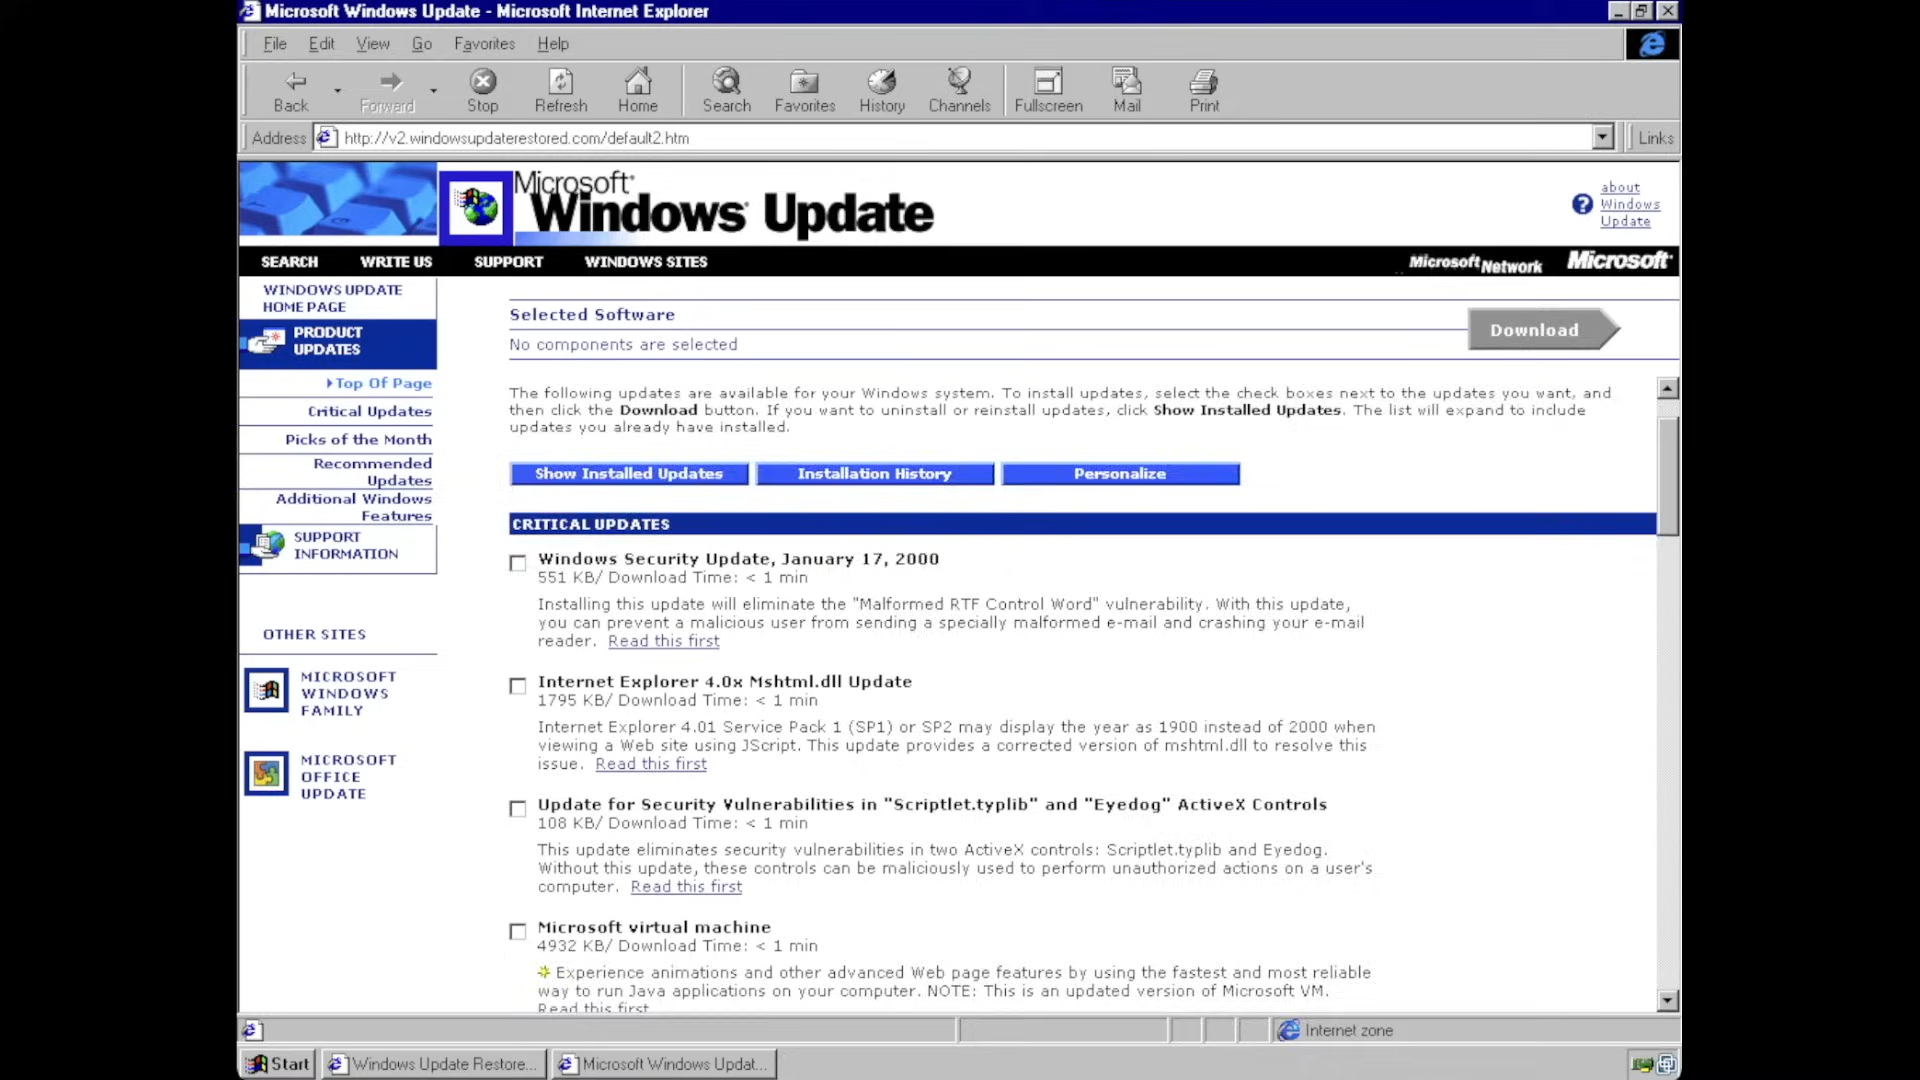 Microsoft Windows Update - Microsoft Internet Explorer
File Edit View Go Favorites Help
Back Forward Stop Refresh Home Search Favorites History Channels Fullscreen Mail Print
Address http://v2.windowsupdaterestored.com/default2.htm Links
Microsoft
Windows Update
about
Windows
Update
SEARCH WRITE US SUPPORT WINDOWS SITES Microsoft Network Microsoft
WINDOWS UPDATE
HOME PAGE
PRODUCT
UPDATES
Top Of Page
Critical Updates
Picks of the Month
Recommended
Updates
Additional Windows
Features
SUPPORT
INFORMATION
OTHER SITES
MICROSOFT
WINDOWS
FAMILY
MICROSOFT
OFFICE
UPDATE
Selected Software
No components are selected
Download
The following updates are available for your Windows system. To install updates, select the check boxes next to the updates you want, and
then click the Download button. If you want to uninstall or reinstall updates, click Show Installed Updates. The list will expand to include
updates you already have installed.
Show Installed Updates Installation History Personalize
CRITICAL UPDATES
Windows Security Update, January 17, 2000
551 KB/ Download Time: < 1 min
Installing this update will eliminate the "Malformed RTF Control Word" vulnerability. With this update,
you can prevent a malicious user from sending a specially malformed e-mail and crashing your e-mail
reader. Read this first
Internet Explorer 4.0x Mshtml.dll Update
1795 KB/ Download Time: < 1 min
Internet Explorer 4.01 Service Pack 1 (SP1) or SP2 may display the year as 1900 instead of 2000 when
viewing a Web site using JScript. This update provides a corrected version of mshtml.dll to resolve this
issue. Read this first
Update for Security Vulnerabilities in "Scriptlet.typlib" and "Eyedog" ActiveX Controls
108 KB/ Download Time: < 1 min
This update eliminates security vulnerabilities in two ActiveX controls: Scriptlet.typlib and Eyedog.
Without this update, these controls can be maliciously used to perform unauthorized actions on a user's
computer. Read this first
Microsoft virtual machine
4932 KB/ Download Time: < 1 min
Experience animations and other advanced Web page features by using the fastest and most reliable
way to run Java applications on your computer. NOTE: This is an updated version of Microsoft VM.
Read this first
Internet zone
Start Windows Update Restore... Microsoft Windows Updat...